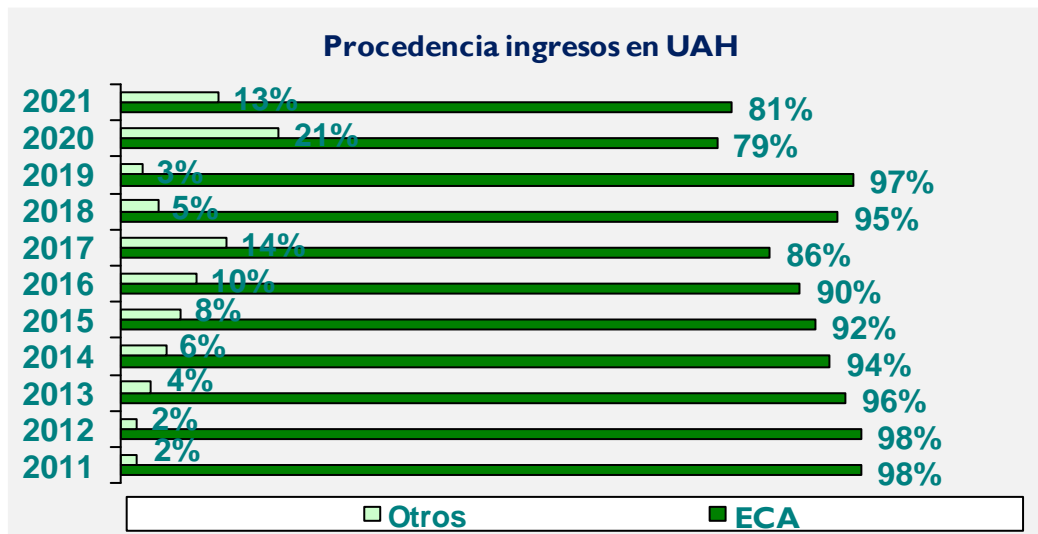 Procedencia ingresos en UAH
2021 13% 81%
2020 21% 79%
2019 3% 97%
2018 5% 95%
2017 14% 86%
2016 10% 90%
2015 8% 92%
2014 6% 94%
2013 4% 96%
2012 2% 98%
2011 2% 98%
Otros ECA